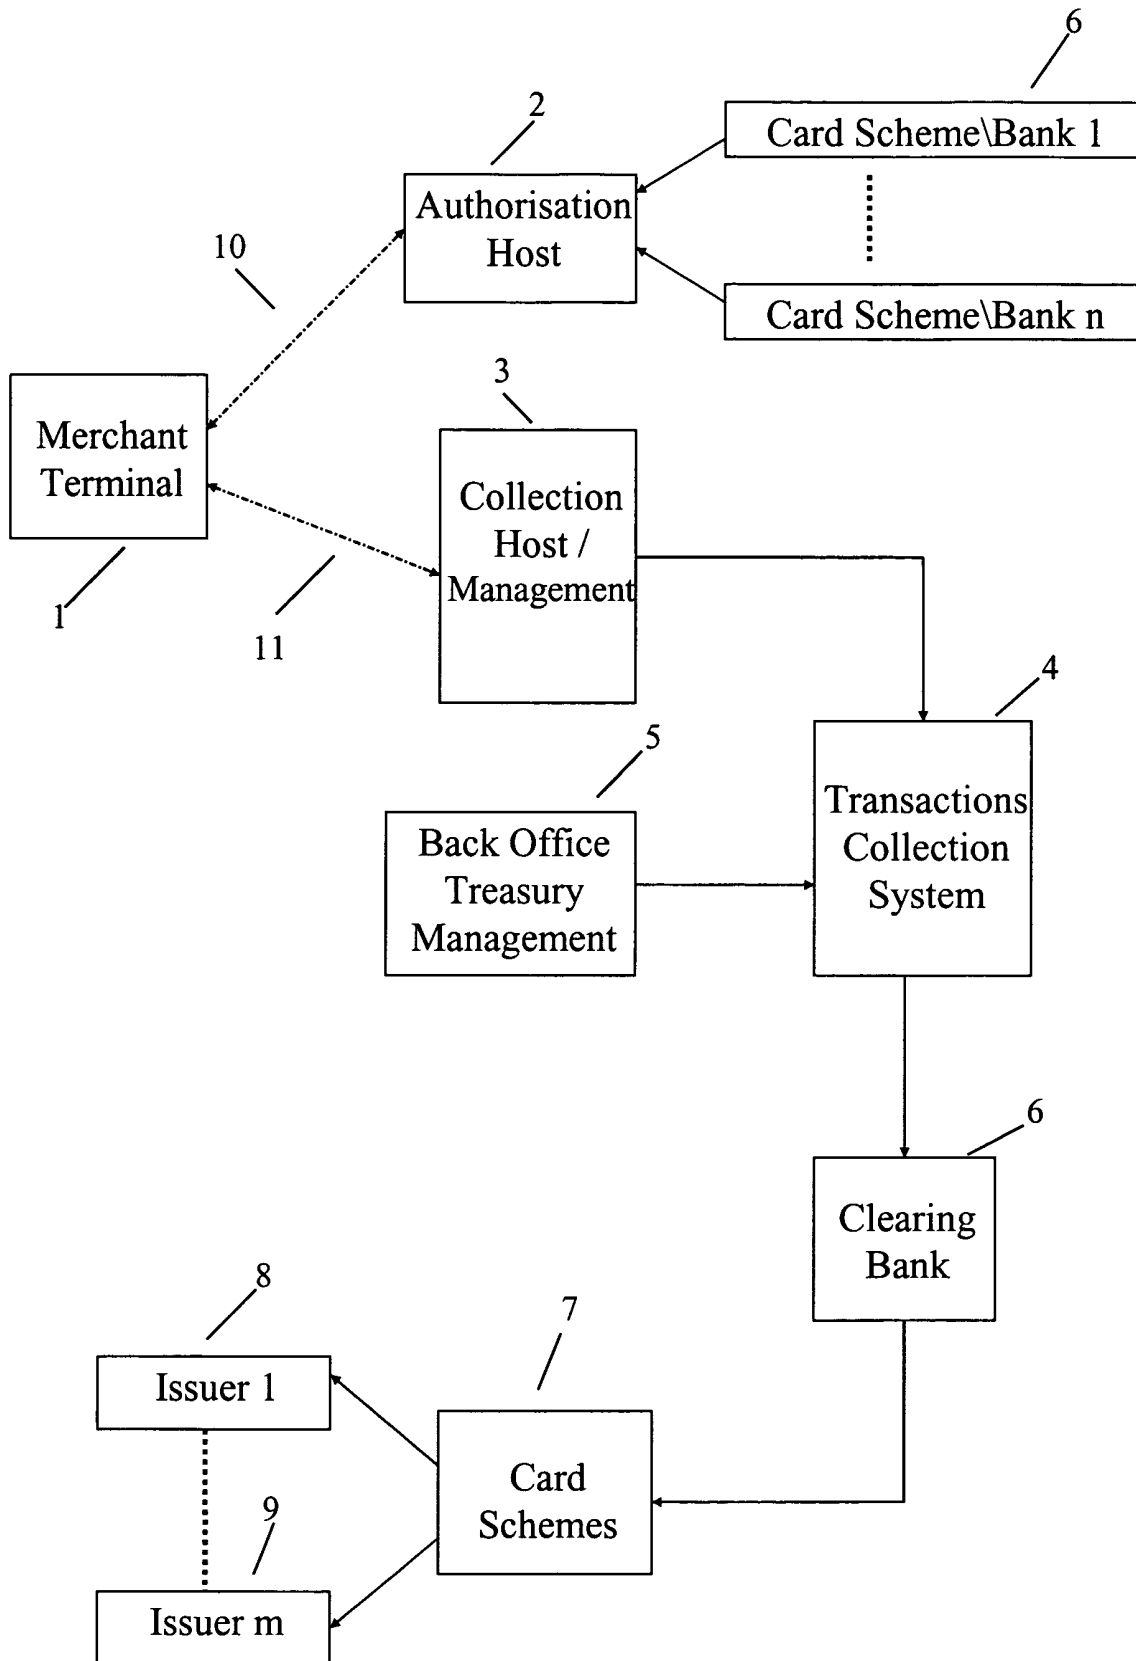 6
2
Card Scheme\Bank 1
Authorisation
Host
10
Card Scheme\Bank n
3
Merchant
Terminal
Collection
Host /
Management
1
11
4
5
Transactions
Collection
System
Back Office
Treasury
Management
6
Clearing
Bank
8
7
Issuer 1
Card
Schemes
9
Issuer m